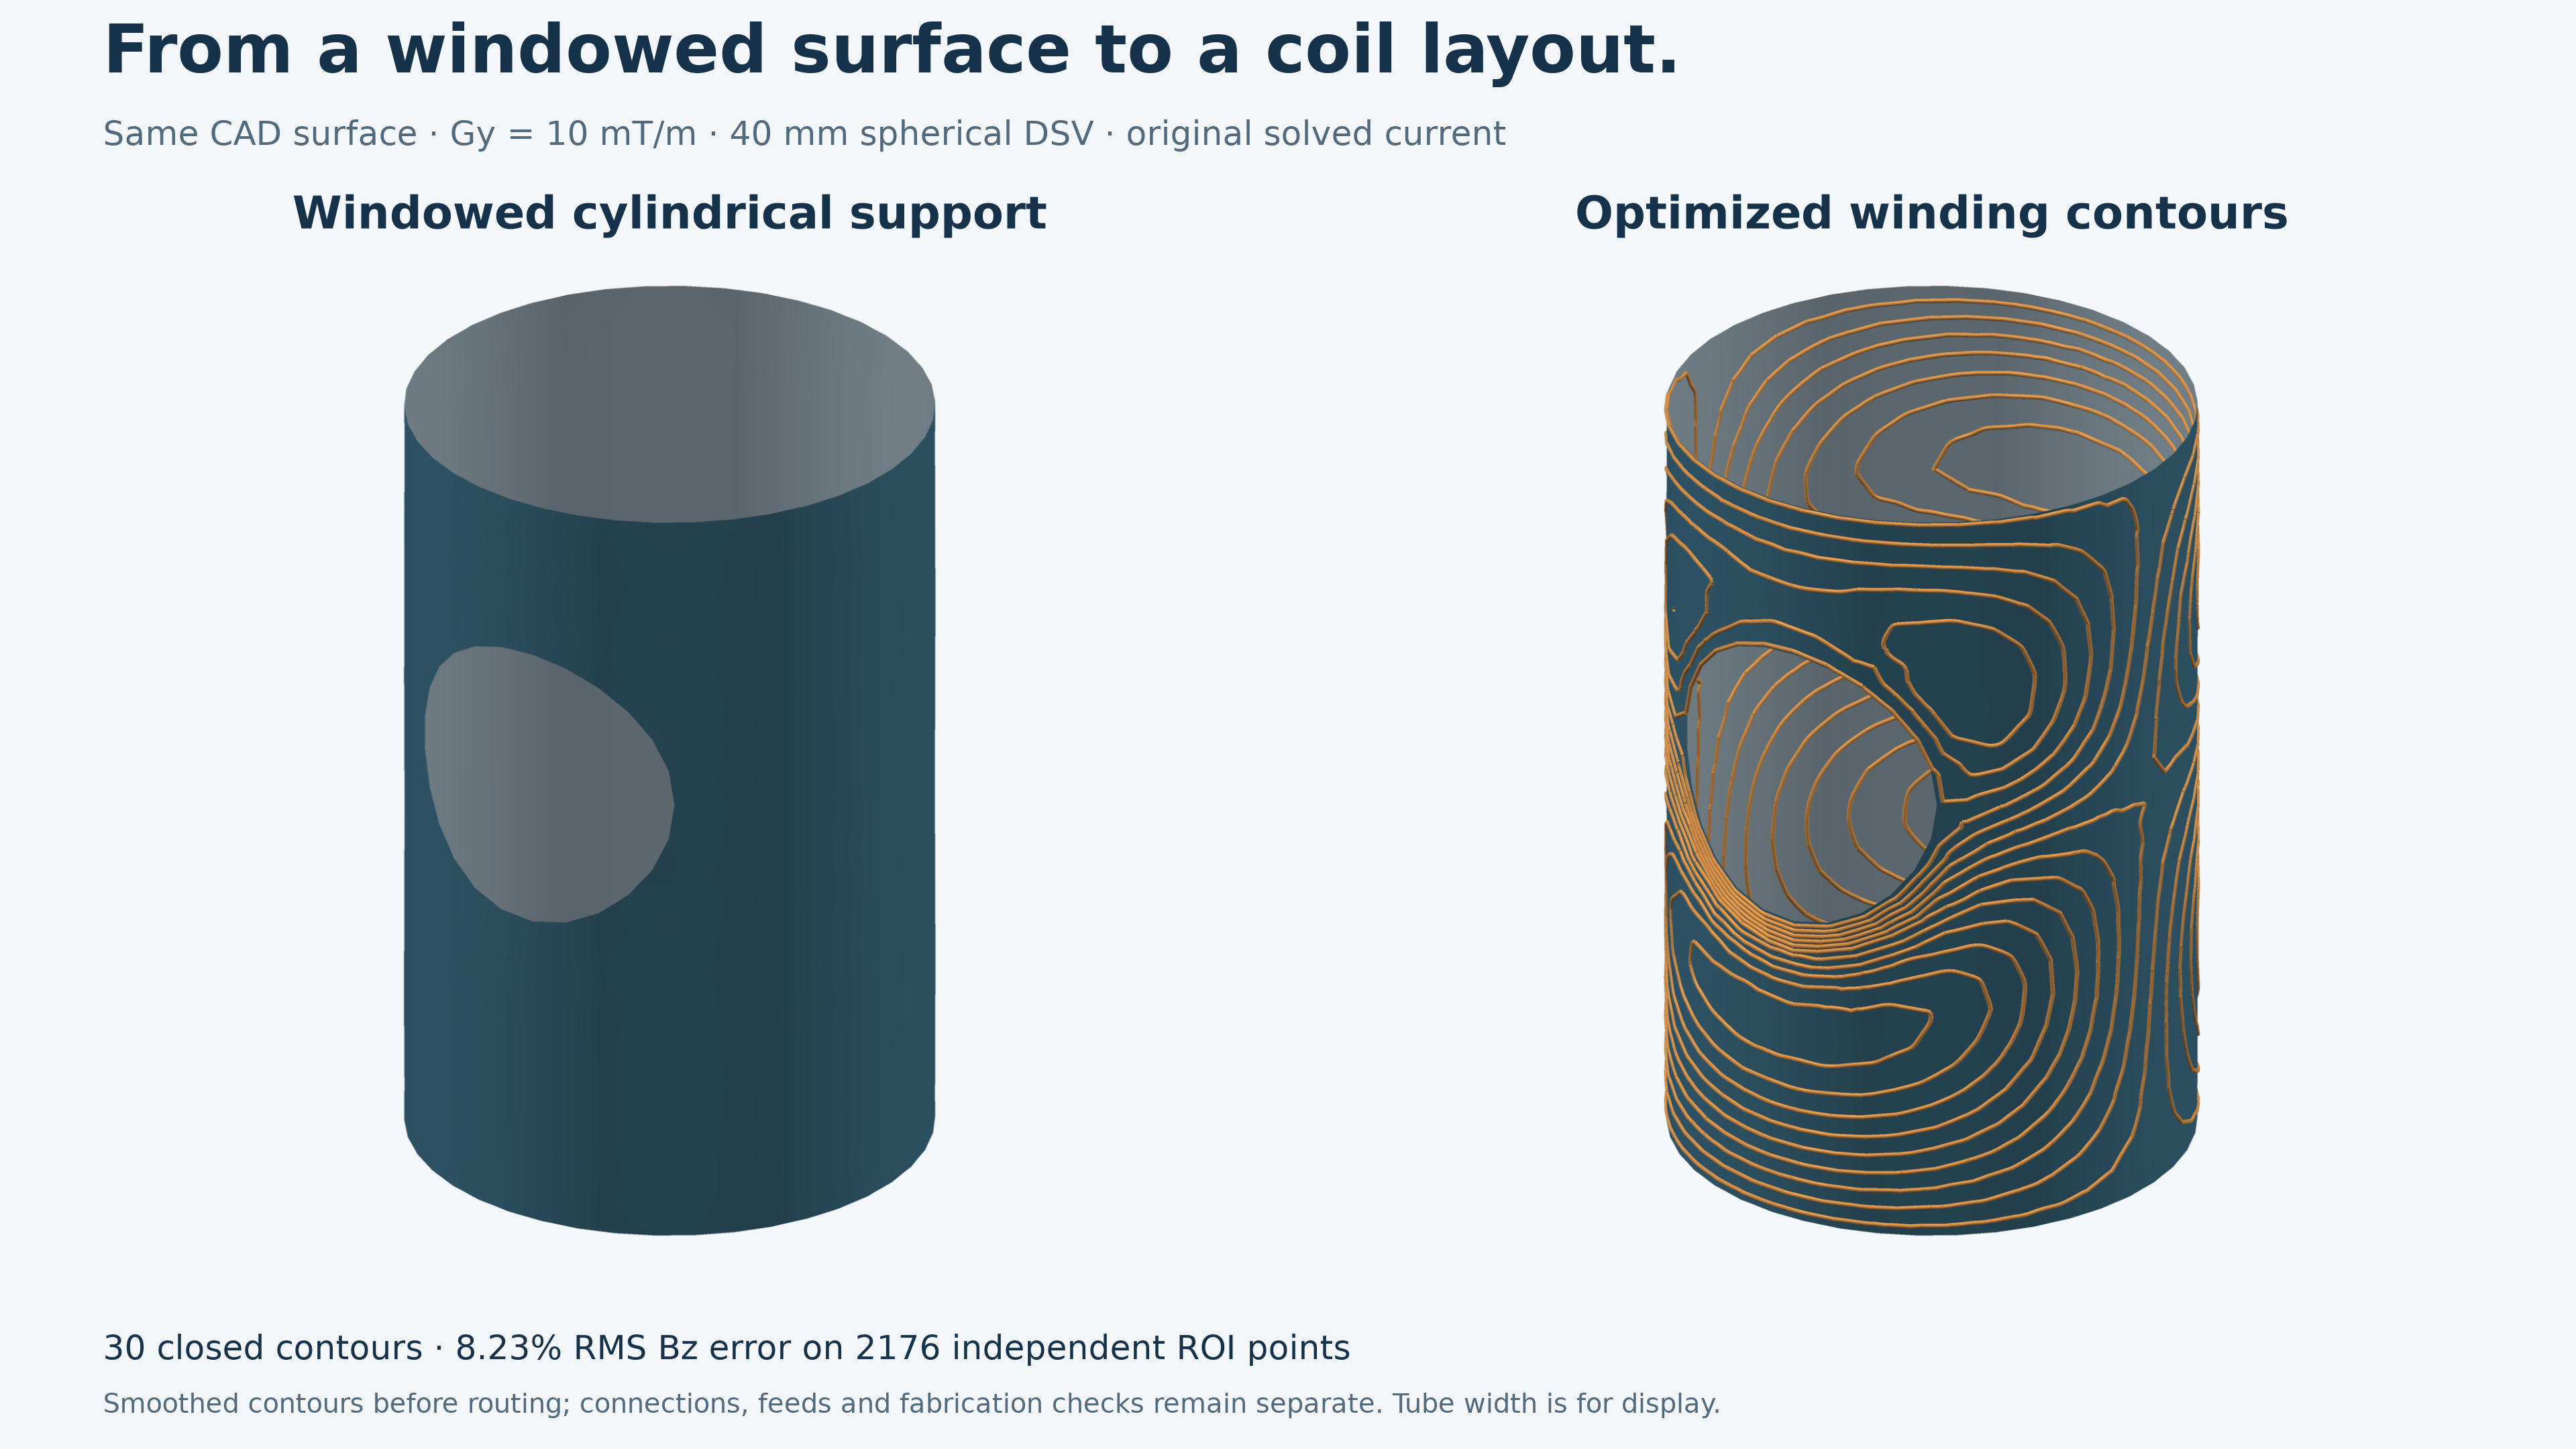 From a windowed surface to a coil layout.
Same CAD surface · Gy = 10 mT/m · 40 mm spherical DSV · original solved current
Windowed cylindrical support
Optimized winding contours
30 closed contours · 8.23% RMS Bz error on 2176 independent ROI points
Smoothed contours before routing; connections, feeds and fabrication checks remain separate. Tube width is for display.